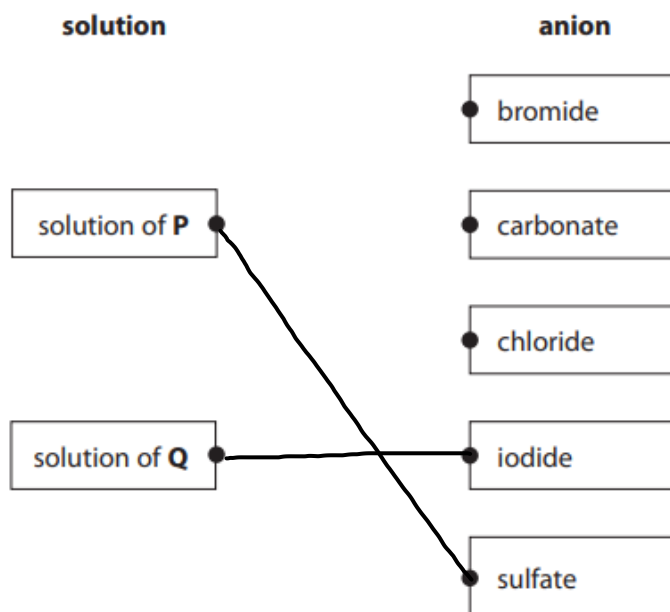 solution
anion
bromide
solution of P
carbonate
chloride
solution of Q
iodide
sulfate